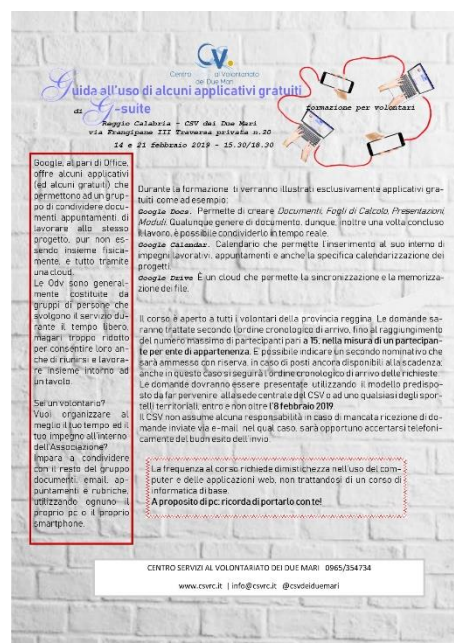 CV.
Centro al Volontariato
dei Due Mari
Guida all'uso di alcuni applicativi gratuiti
di G-suite
formazione per volontari
Reggio Calabria - CSV dei Due Mari
via Frangipane III Traversa privata n.20
14 e 21 febbraio 2019 - 15.30/18.30
Google, al pari di Office,
offre alcuni applicativi
(ed alcuni gratuiti) che
permettono ad un grup-
po di condividere docu-
menti, appuntamenti, di
lavorare allo stesso
progetto, pur non es-
sendo insieme fisica-
mente, e tutto tramite
una cloud.
Le Odv sono general-
mente costituite da
gruppi di persone che
svolgono il servizio du-
rante il tempo libero,
magari troppo ridotto
per consentire loro an-
che di riunirsi e lavora-
re insieme intorno ad
un tavolo.
Sei un volontario?
Vuoi organizzare al
meglio il tuo tempo ed il
tuo impegno all'interno
dell'Associazione?
Impara a condividere
con il resto del gruppo
documenti, email, ap-
puntamenti e rubriche,
utilizzando ognuno il
proprio pc o il proprio
smartphone.
Durante la formazione ti verranno illustrati esclusivamente applicativi gra-
tuiti come ad esempio:
Google Docs. Permette di creare Documenti, Fogli di Calcolo, Presentazioni,
Moduli. Qualunque genere di documento, dunque, inoltre una volta concluso
il lavoro, è possibile condividerlo in tempo reale.
Google Calendar. Calendario che permette l'inserimento al suo interno di
impegni lavorativi, appuntamenti e anche la specifica calendarizzazione dei
progetti.
Google Drive È un cloud che permette la sincronizzazione e la memorizza-
zione dei file.
Il corso è aperto a tutti i volontari della provincia reggina. Le domande sa-
ranno trattate secondo l'ordine cronologico di arrivo, fino al raggiungimento
del numero massimo di partecipanti pari a 15, nella misura di un partecipan-
te per ente di appartenenza. È possibile indicare un secondo nominativo che
sarà ammesso con riserva, in caso di posti ancora disponibili alla scadenza;
anche in questo caso si seguirà l'ordine cronologico di arrivo delle richieste.
Le domande dovranno essere presentate utilizzando il modello predispo-
sto da far pervenire alla sede centrale del CSV o ad uno qualsiasi degli spor-
telli territoriali, entro e non oltre l'8 febbraio 2019.
Il CSV non assume alcuna responsabilità in caso di mancata ricezione di do-
mande inviate via e-mail nel qual caso, sarà opportuno accertarsi telefoni-
camente del buon esito dell'invio.
La frequenza al corso richiede dimistichezza nell'uso del com-
puter e delle applicazioni web, non trattandosi di un corso di
informatica di base.
A proposito di pc: ricorda di portarlo con te!
CENTRO SERVIZI AL VOLONTARIATO DEI DUE MARI 0965/354734
www.csvrc.it | info@csvrc.it @csvdeiduemari